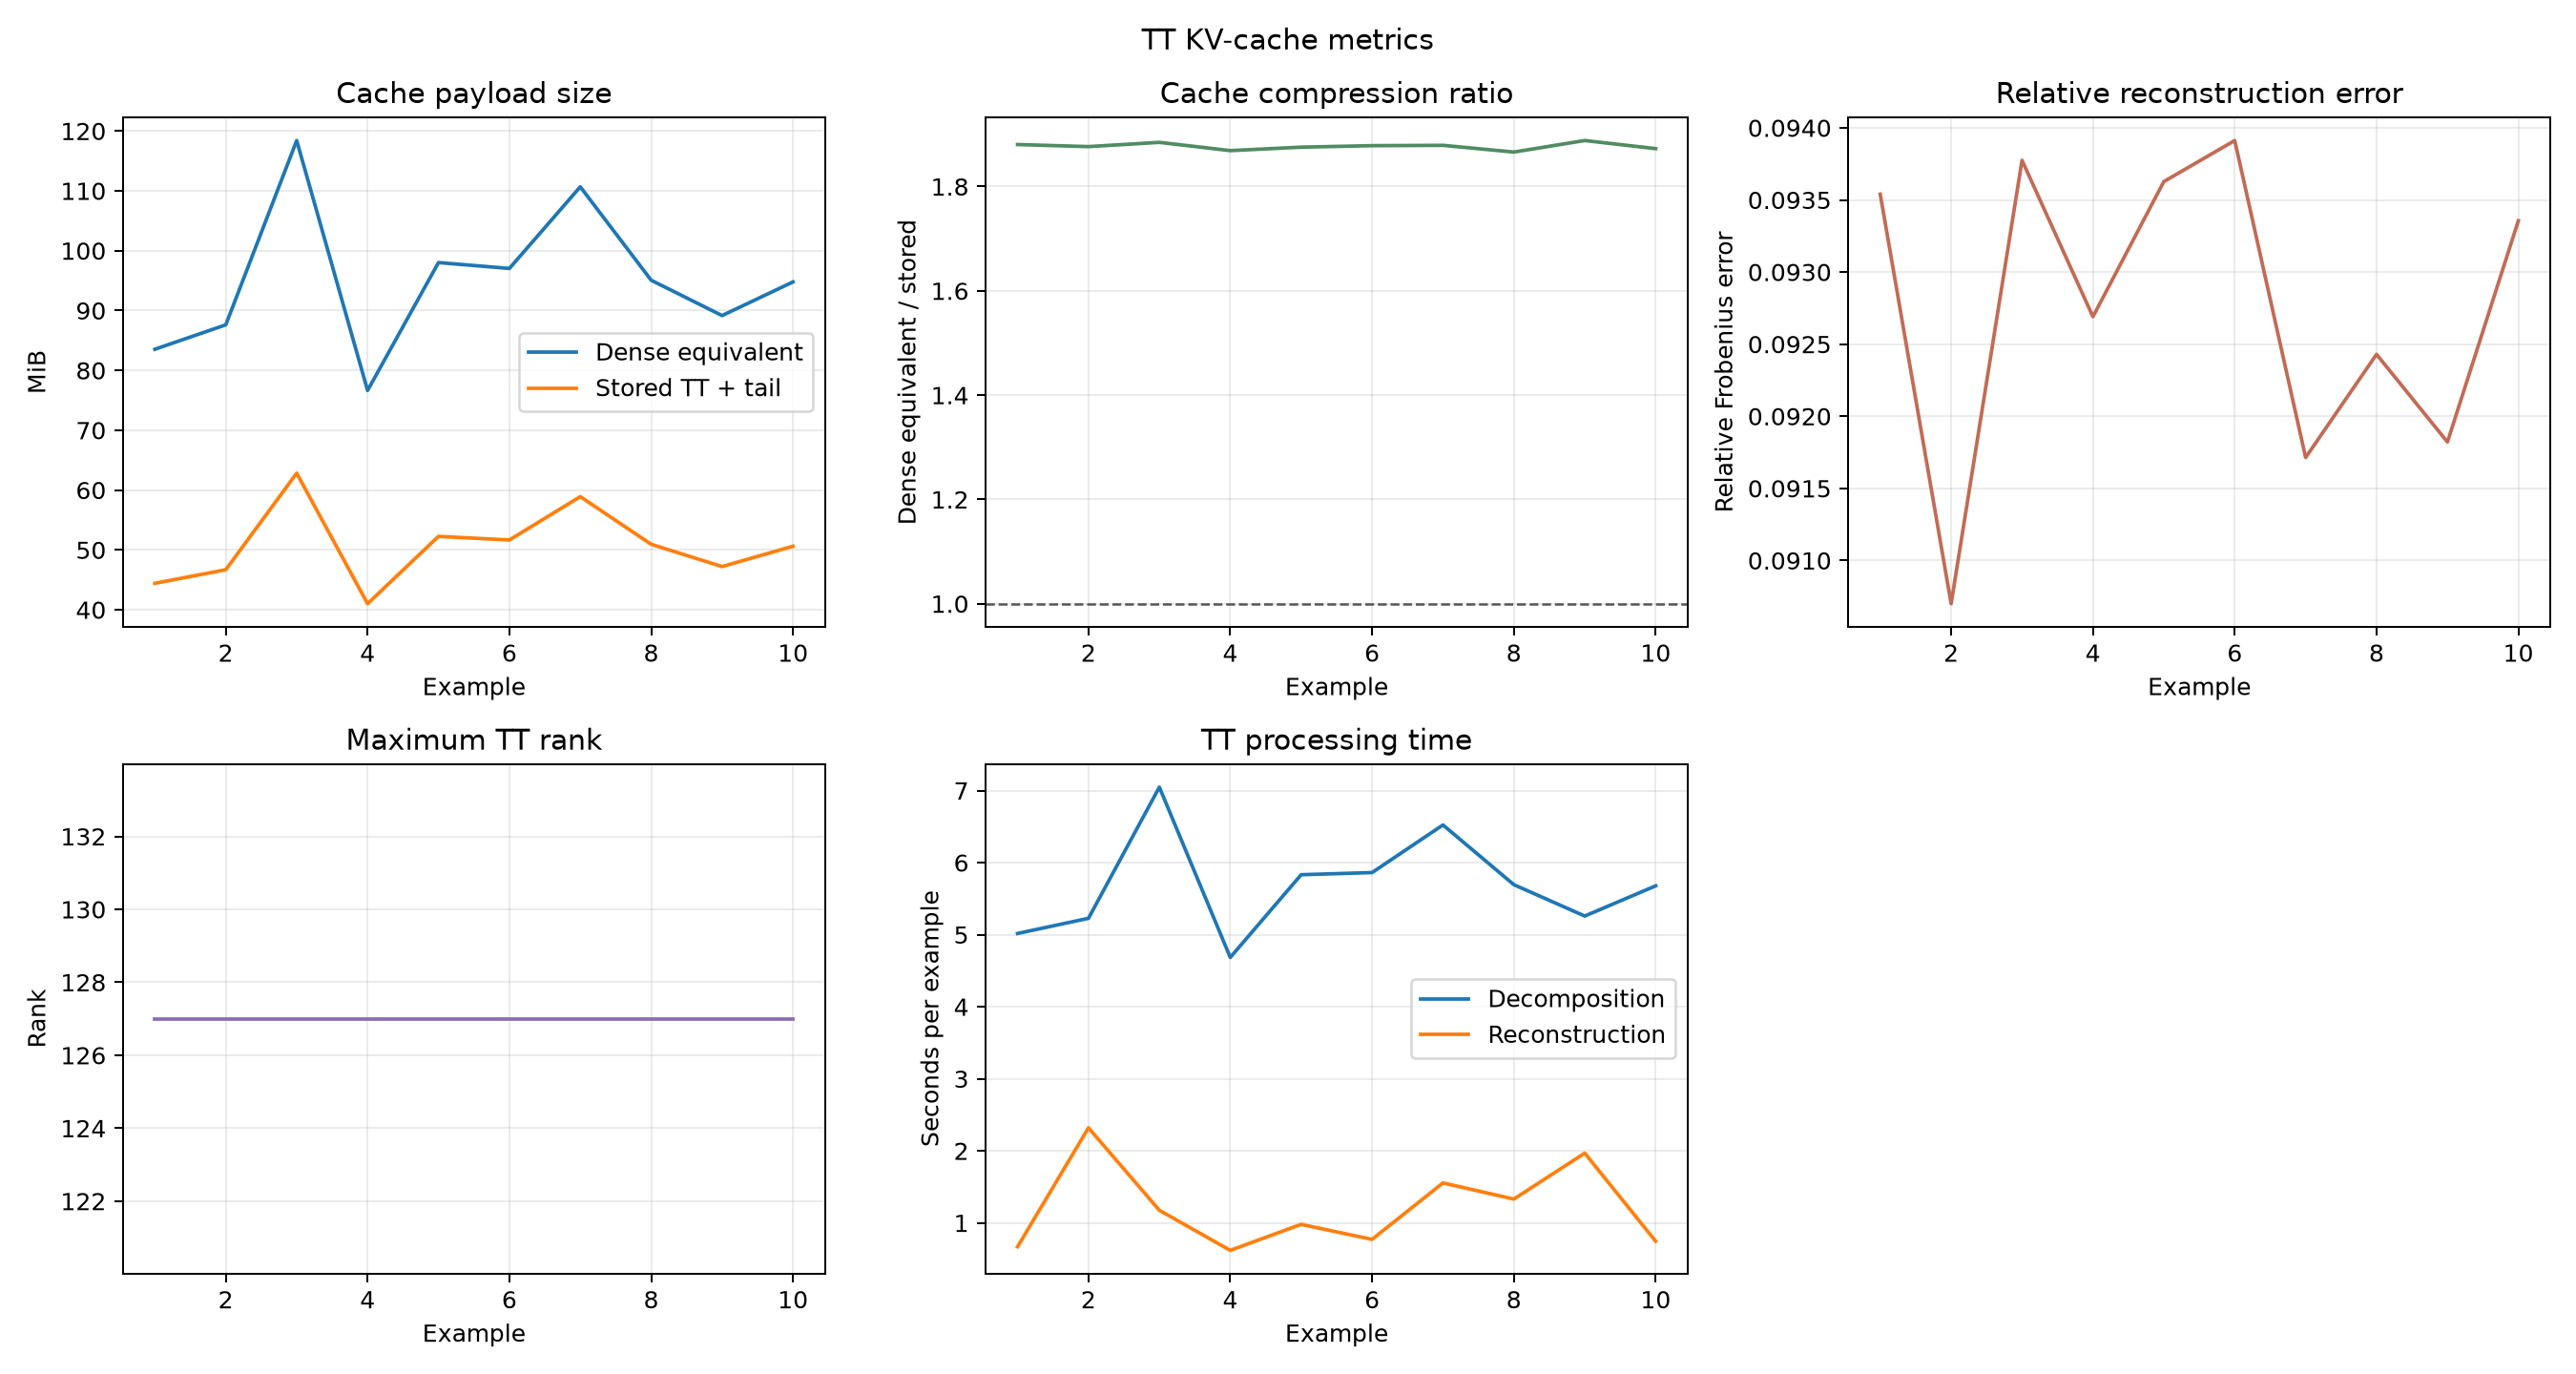 TT KV-cache metrics
Cache payload size
120
110
100
90
80
70
60
50
40
MiB
Dense equivalent
Stored TT + tail
2 4 6 8 10
Example
Cache compression ratio
1.8
1.6
1.4
1.2
1.0
Dense equivalent / stored
2 4 6 8 10
Example
Relative reconstruction error
0.0940
0.0935
0.0930
0.0925
0.0920
0.0915
0.0910
Relative Frobenius error
2 4 6 8 10
Example
Maximum TT rank
132
130
128
126
124
122
Rank
2 4 6 8 10
Example
TT processing time
7
6
5
4
3
2
1
Seconds per example
Decomposition
Reconstruction
2 4 6 8 10
Example